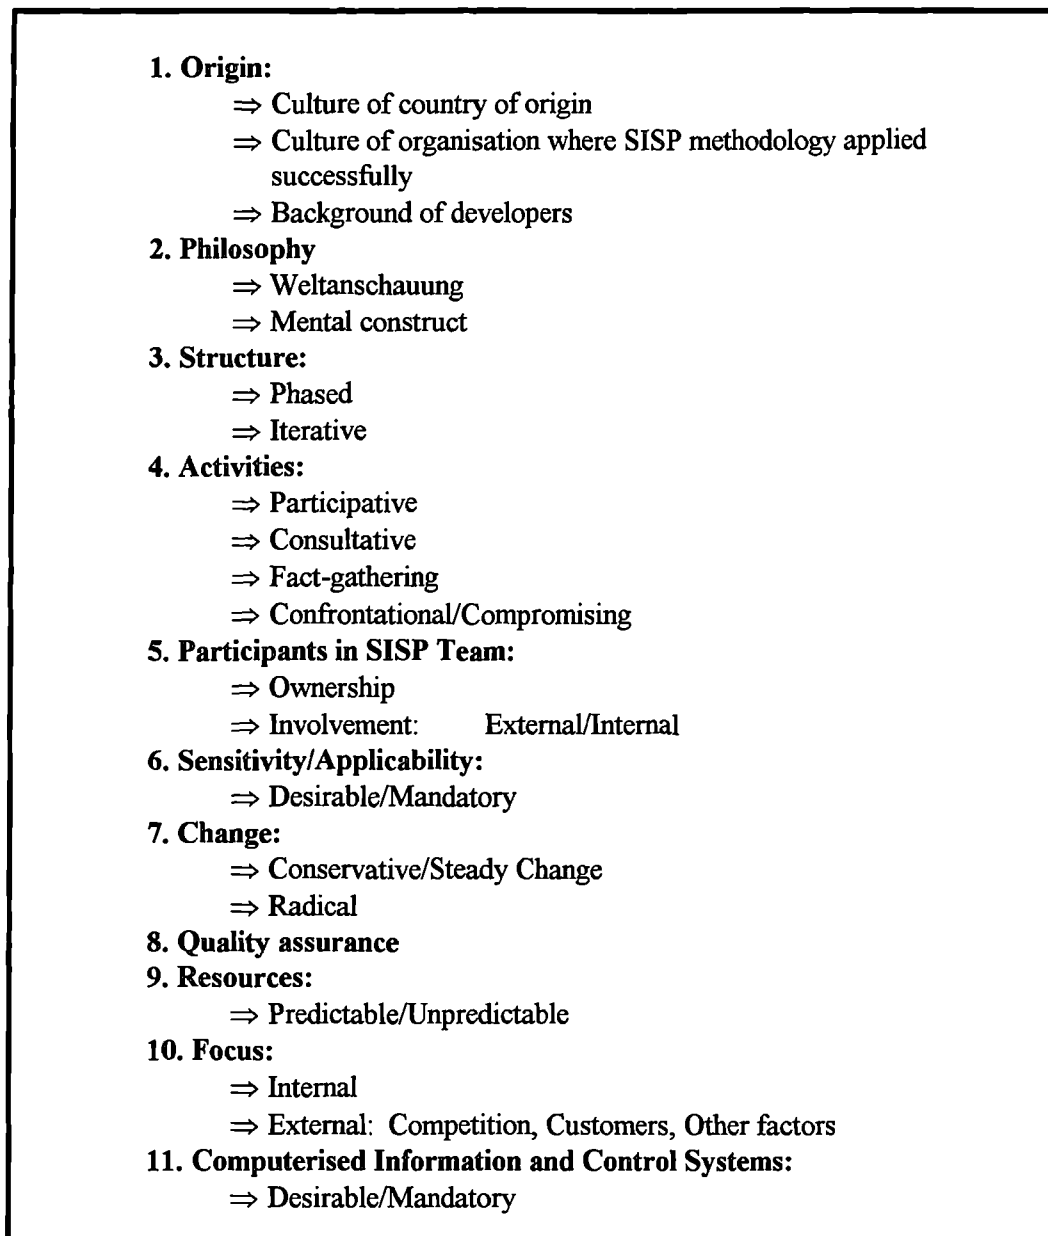 1. Origin:
⇒ Culture of country of origin
⇒ Culture of organisation where SISP methodology applied
successfully
⇒ Background of developers
2. Philosophy
⇒ Weltanschauung
⇒ Mental construct
3. Structure:
⇒ Phased
⇒ Iterative
4. Activities:
⇒ Participative
⇒ Consultative
⇒ Fact-gathering
⇒ Confrontational/Compromising
5. Participants in SISP Team:
⇒ Ownership
⇒ Involvement: External/Internal
6. Sensitivity/Applicability:
⇒ Desirable/Mandatory
7. Change:
⇒ Conservative/Steady Change
⇒ Radical
8. Quality assurance
9. Resources:
⇒ Predictable/Unpredictable
10. Focus:
⇒ Internal
⇒ External: Competition, Customers, Other factors
11. Computerised Information and Control Systems:
⇒ Desirable/Mandatory